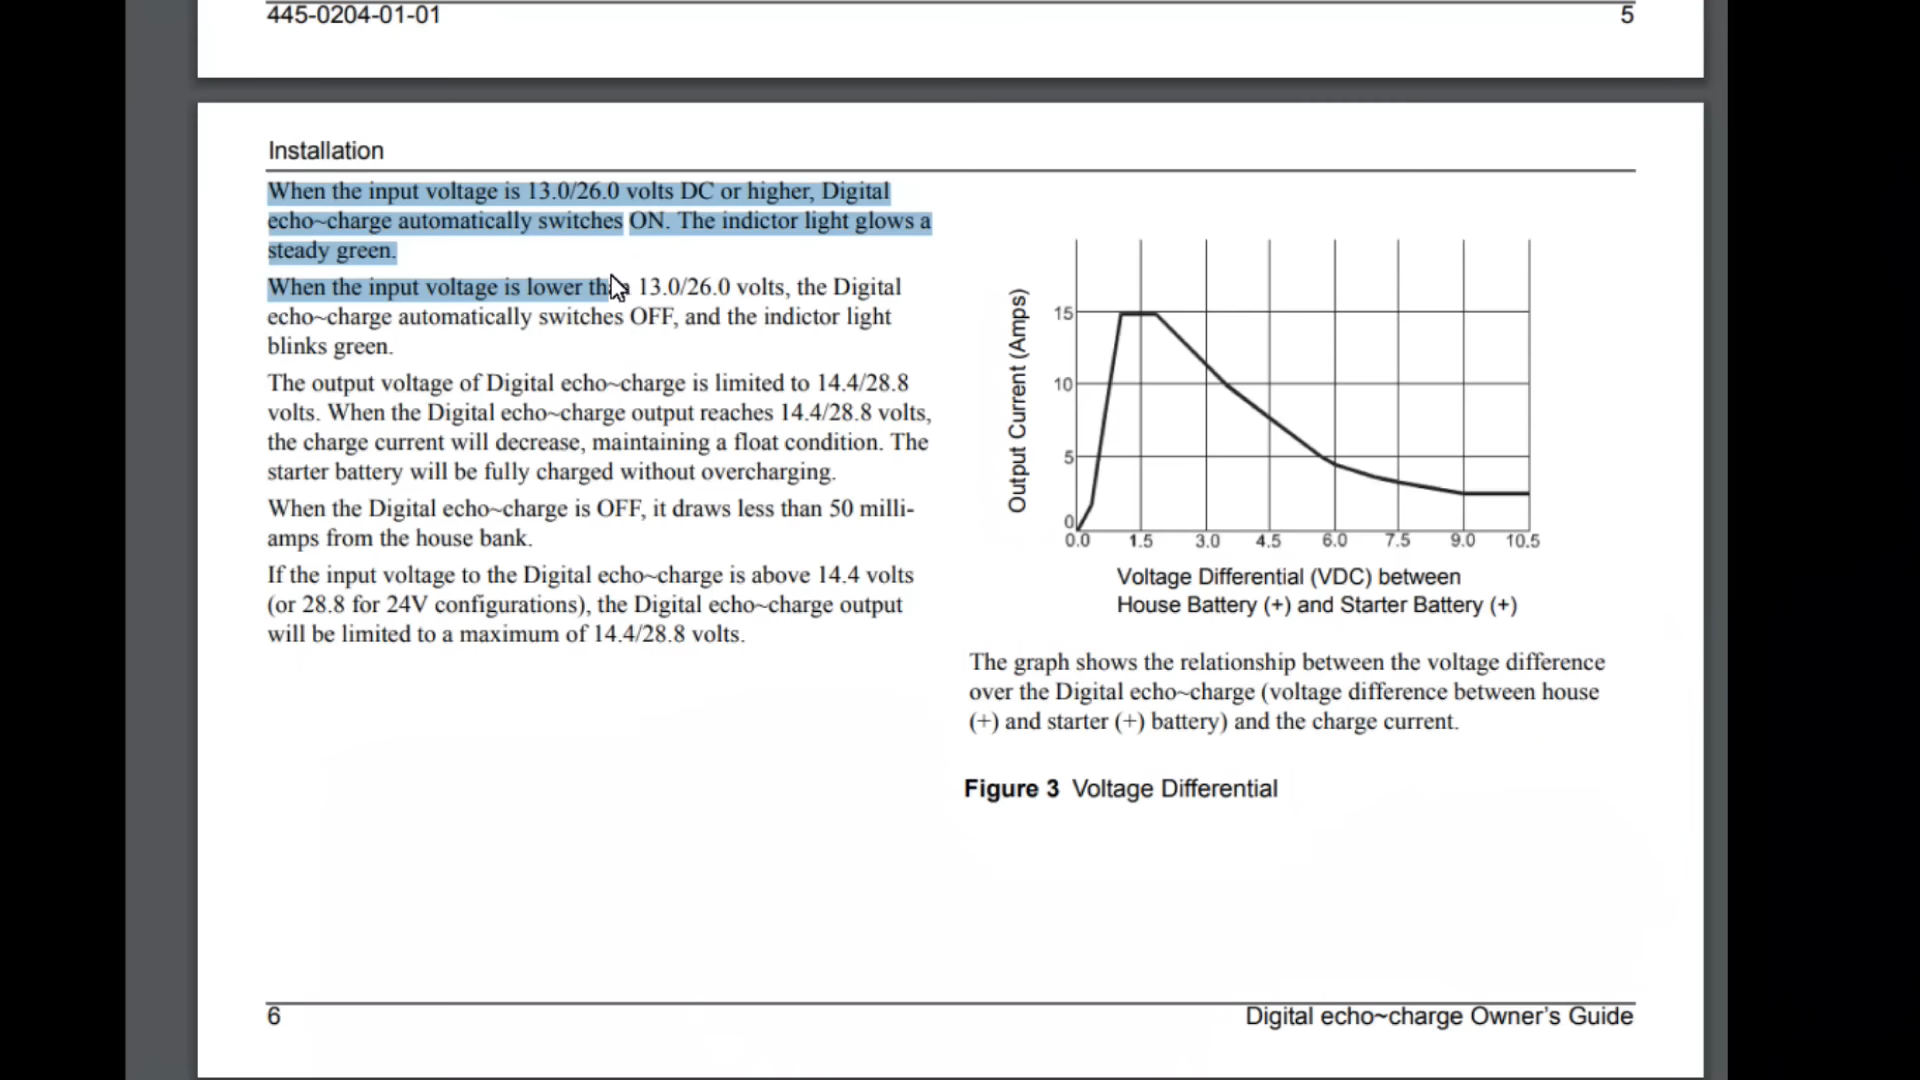 445-0204-01-01 5
Installation
When the input voltage is 13.0/26.0 volts DC or higher, Digital
echo~charge automatically switches ON. The indictor light glows a
steady green.
When the input voltage is lower 13.0/26.0 volts, the Digital
echo~charge automatically switches OFF, and the indictor light
blinks green.
The output voltage of Digital echo~charge is limited to 14.4/28.8
volts. When the Digital echo~charge output reaches 14.4/28.8 volts,
the charge current will decrease, maintaining a float condition. The
starter battery will be fully charged without overcharging.
When the Digital echo~charge is OFF, it draws less than 50 milli-
amps from the house bank.
If the input voltage to the Digital echo~charge is above 14.4 volts
(or 28.8 for 24V configurations), the Digital echo~charge output
will be limited to a maximum of 14.4/28.8 volts.
Output Current (Amps)
15
10
5
0
0.0 1.5 3.0 4.5 6.0 7.5 9.0 10.5
Voltage Differential (VDC) between
House Battery (+) and Starter Battery (+)
The graph shows the relationship between the voltage difference
over the Digital echo~charge (voltage difference between house
(+) and starter (+) battery) and the charge current.
Figure 3 Voltage Differential
6 Digital echo~charge Owner's Guide